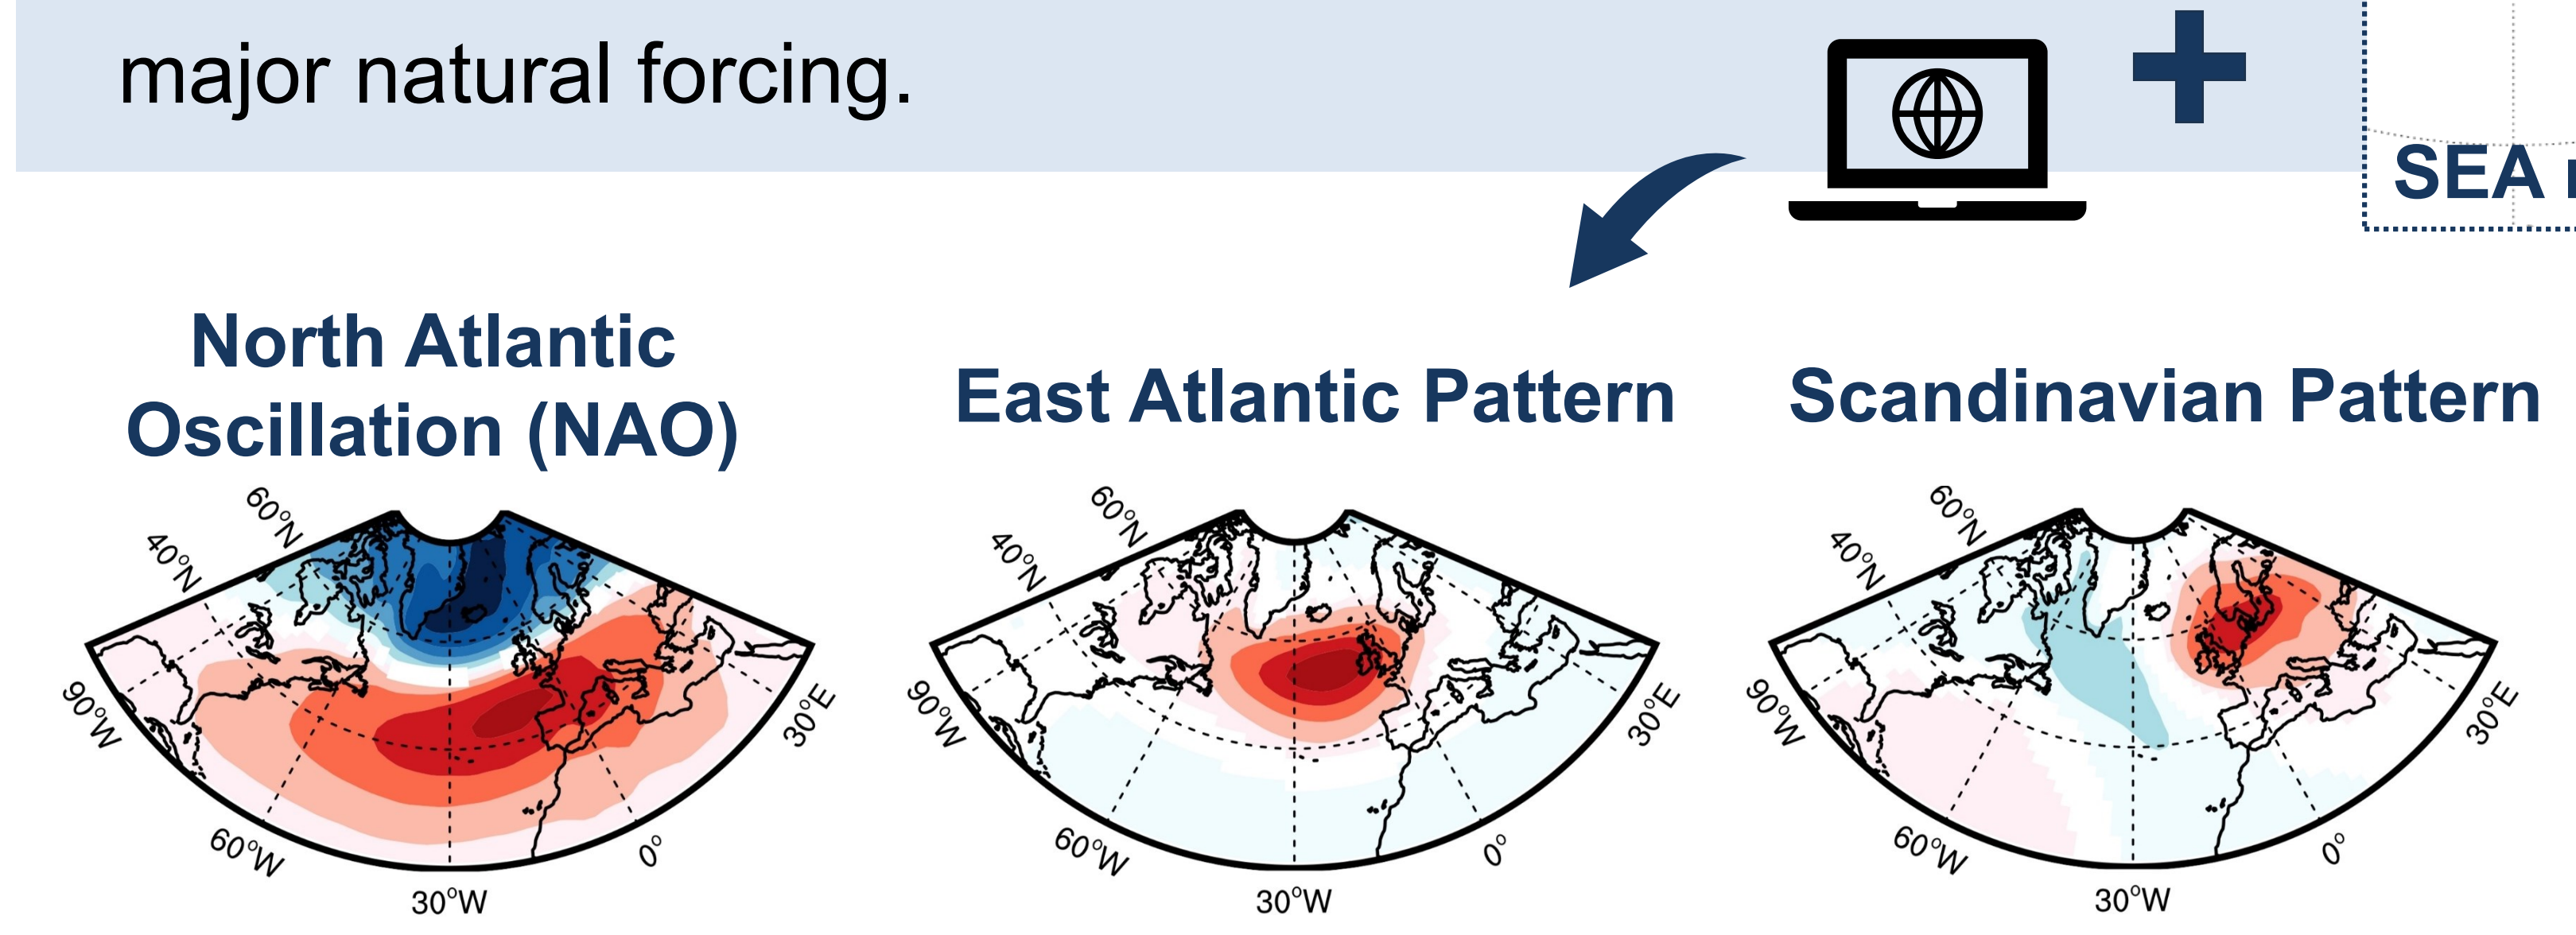 major natural forcing.
SEA
North Atlantic
Oscillation (NAO)
East Atlantic Pattern
Scandinavian Pattern
60°N
40°N
90°W
60°W
30°W
0°
30°E
60°N
40°N
90°W
60°W
30°W
0°
30°E
60°N
40°N
90°W
60°W
30°W
0°
30°E